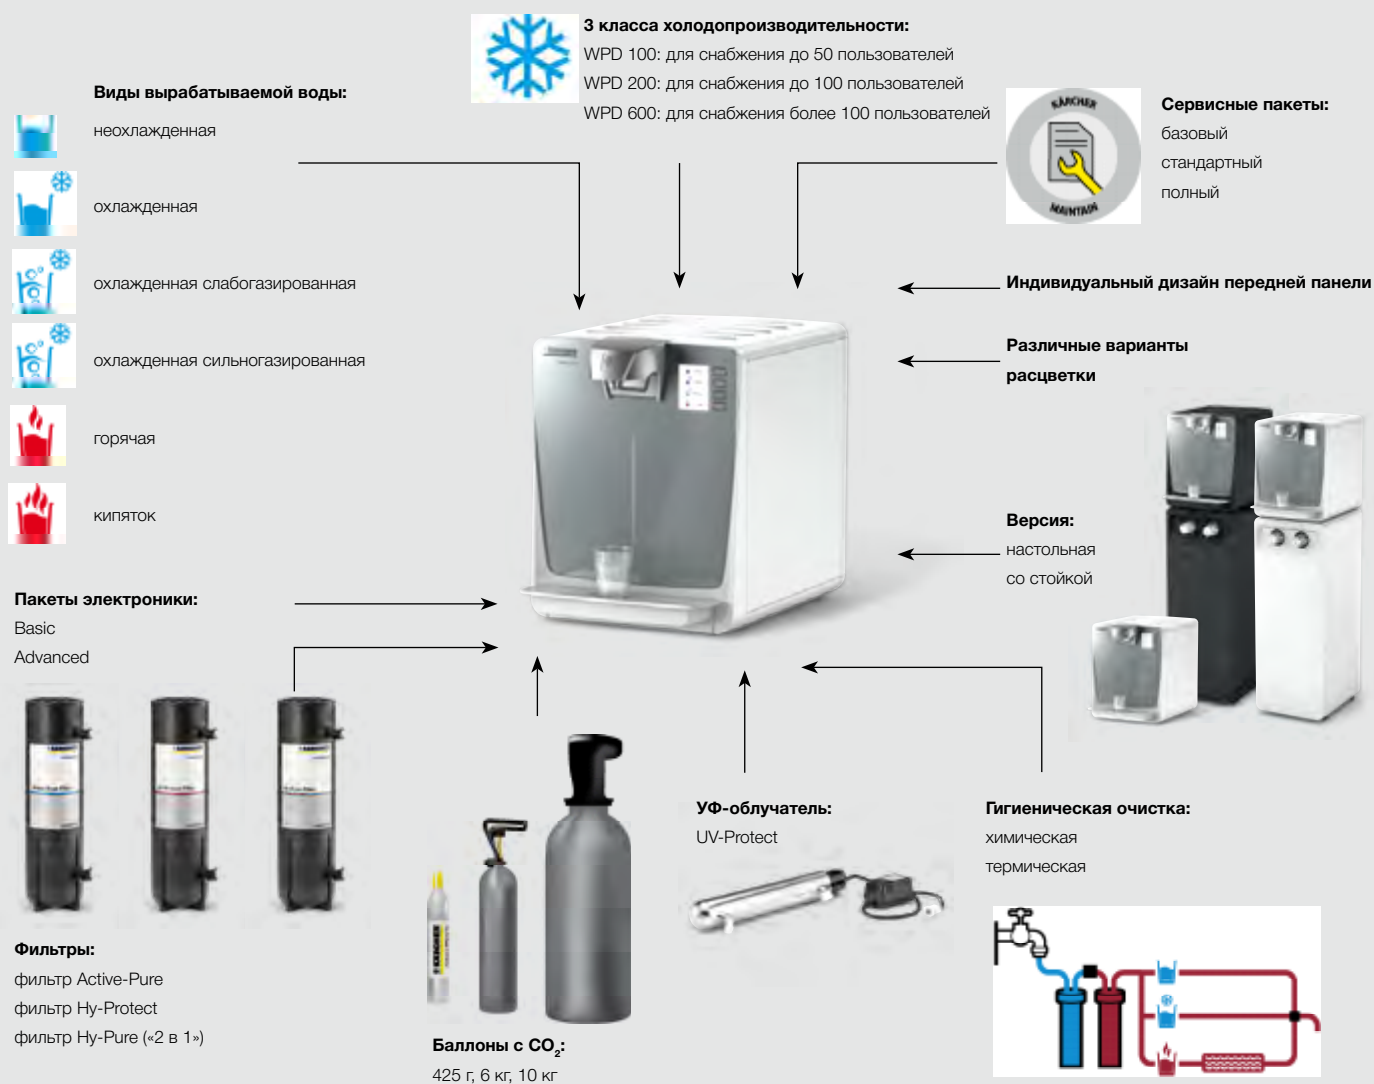 3 класса холодопроизводительности:
WPD 100: для снабжения до 50 пользователей
WPD 200: для снабжения до 100 пользователей
WPD 600: для снабжения более 100 пользователей
Виды вырабатываемой воды:
неохлажденная
охлажденная
охлажденная слабогазированная
охлажденная сильногазированная
горячая
кипяток
KÄRCHER
MAINTAIN
Сервисные пакеты:
базовый
стандартный
полный
Индивидуальный дизайн передней панели
Различные варианты
расцветки
Версия:
настольная
со стойкой
Пакеты электроники:
Basic
Advanced
Фильтры:
фильтр Active-Pure
фильтр Hy-Protect
фильтр Hy-Pure («2 в 1»)
KÄRCHER
Баллоны с CO₂:
425 г, 6 кг, 10 кг
УФ-облучатель:
UV-Protect
Гигиеническая очистка:
химическая
термическая